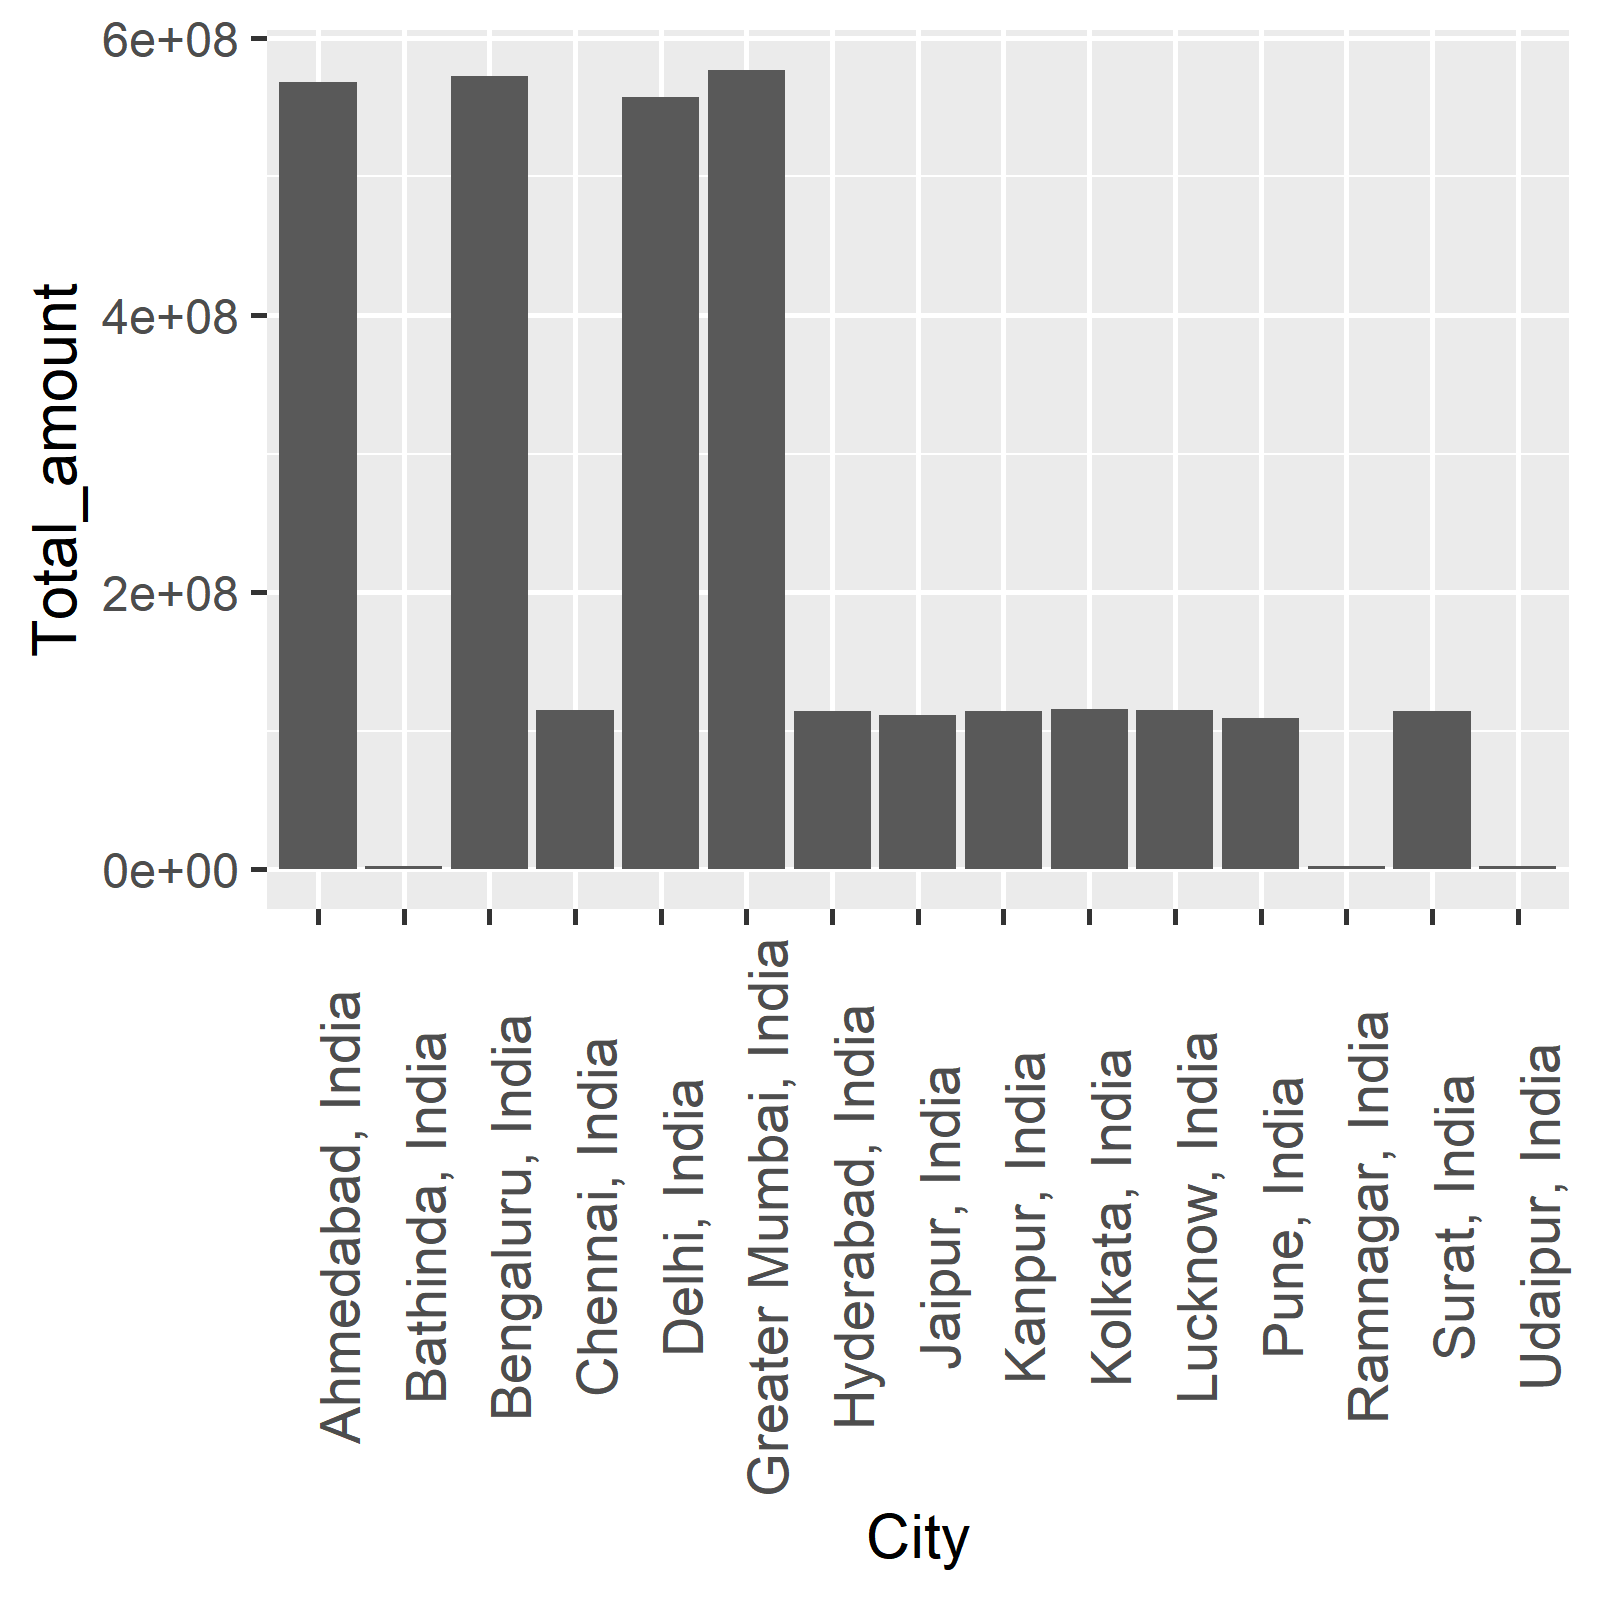 Total_amount
6e+08
4e+08
2e+08
0e+00
Ahmedabad, India
Bathinda, India
Bengaluru, India
Chennai, India
Delhi, India
Greater Mumbai, India
Hyderabad, India
Jaipur, India
Kanpur, India
Kolkata, India
Lucknow, India
Pune, India
Ramnagar, India
Surat, India
Udaipur, India
City